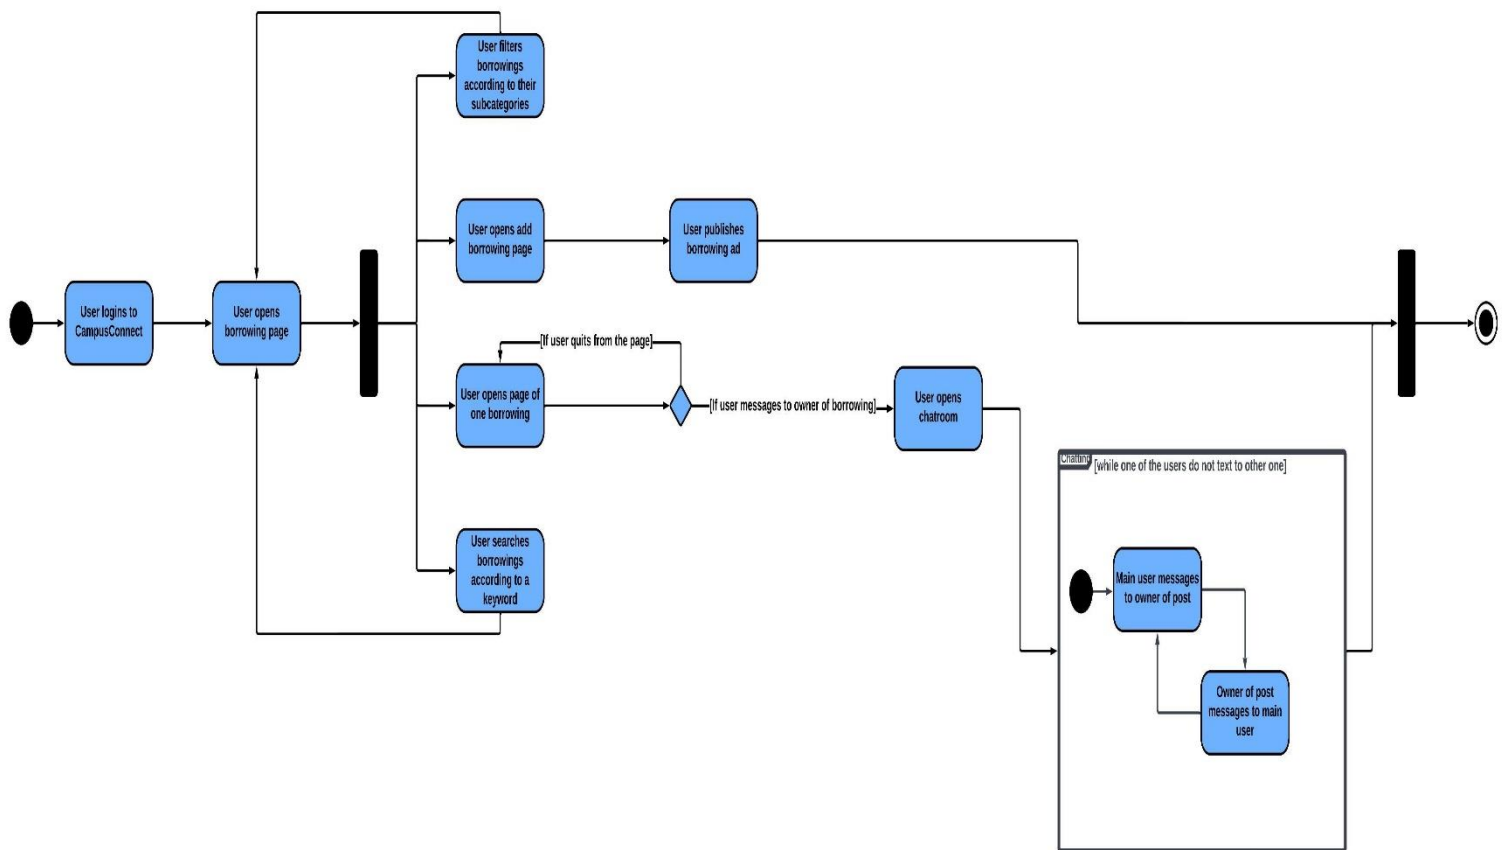 User filters
borrowings
according to their
subcategories
User opens add
borrowing page
User publishes
borrowing ad
User logins to
CampusConnect
User opens
borrowing page
[If user quits from the page]
User opens page of
one borrowing
[If user messages to owner of borrowing]
User opens
chatroom
Chatting
[while one of the users do not text to other one]
User searches
borrowings
according to a
keyword
Main user messages
to owner of post
Owner of post
messages to main
user